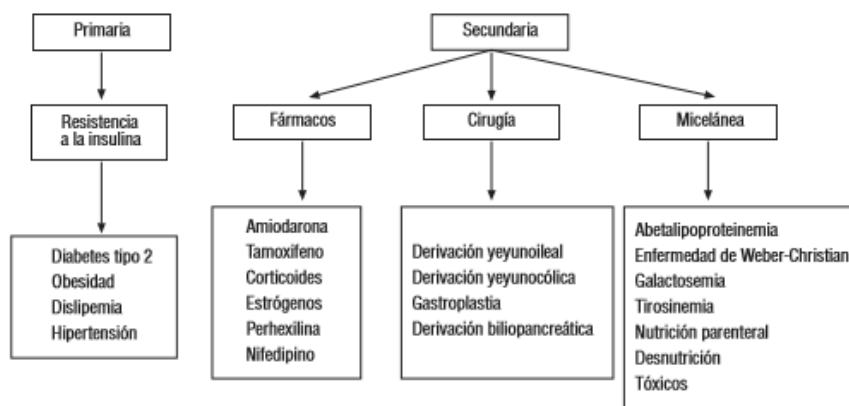 Primaria
Secundaria
Resistencia
a la insulina
Fármacos
Cirugía
Micelánea
Diabetes tipo 2
Obesidad
Dislipemia
Hipertensión
Amiodarona
Tamoxifeno
Corticoides
Estrógenos
Perhexilina
Nifedipino
Derivación yeyunoileal
Derivación yeyunocólica
Gastroplastia
Derivación biliopancreática
Abetalipoproteinemia
Enfermedad de Weber-Christian
Galactosemia
Tirosinemia
Nutrición parenteral
Desnutrición
Tóxicos